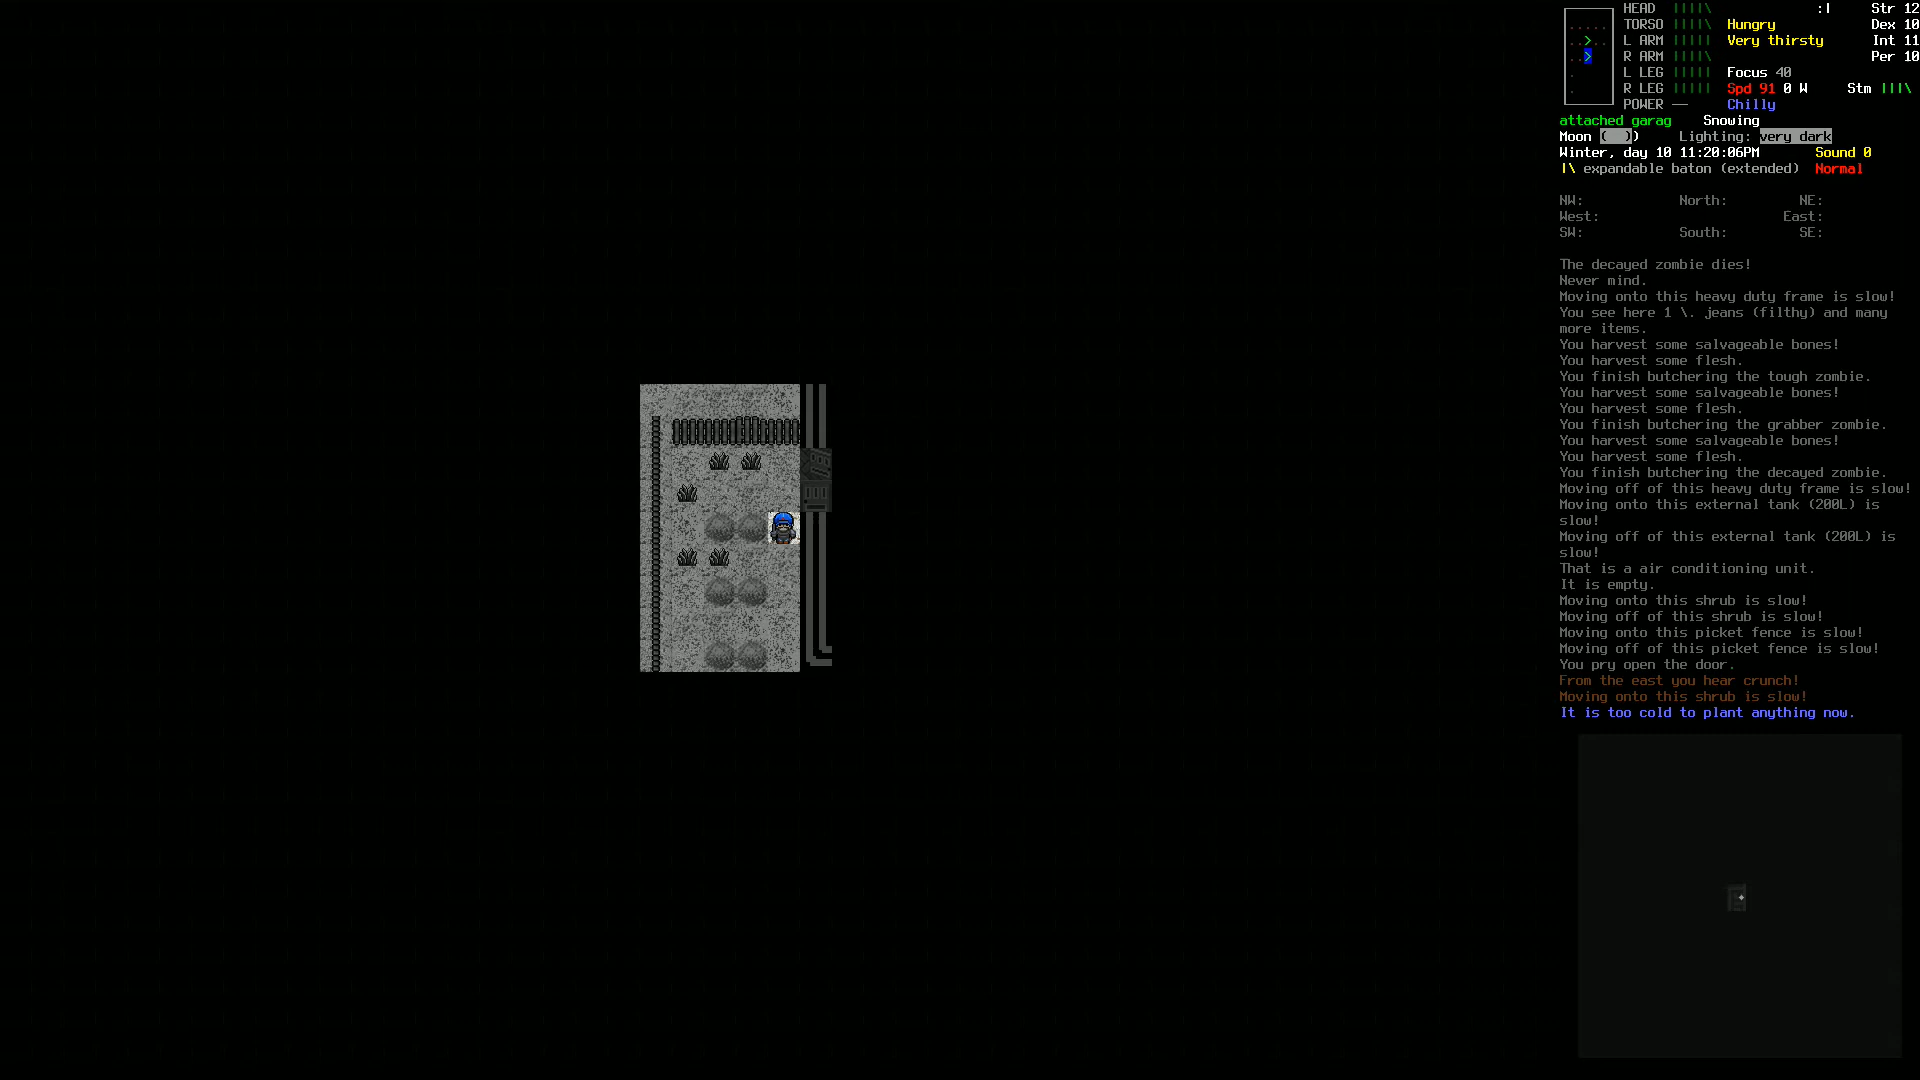 HEAD ||||\ :| Str 12
TORSO ||||\ Hungry Dex 10
L ARM ||||| Very thirsty Int 11
R ARM ||||\ Per 10
L LEG ||||| Focus 40
R LEG ||||| Spd 91 0 W Stm |||\
POWER —— Chilly
attached garag Snowing
Moon (  )) Lighting: very dark
Winter, day 10 11:20:06PM Sound 0
|\ expandable baton (extended) Normal
NW: North: NE:
West: East:
SW: South: SE:
The decayed zombie dies!
Never mind.
Moving onto this heavy duty frame is slow!
You see here 1 \. jeans (filthy) and many
more items.
You harvest some salvageable bones!
You harvest some flesh.
You finish butchering the tough zombie.
You harvest some salvageable bones!
You harvest some flesh.
You finish butchering the grabber zombie.
You harvest some salvageable bones!
You harvest some flesh.
You finish butchering the decayed zombie.
Moving off of this heavy duty frame is slow!
Moving onto this external tank (200L) is
slow!
Moving off of this external tank (200L) is
slow!
That is a air conditioning unit.
It is empty.
Moving onto this shrub is slow!
Moving off of this shrub is slow!
Moving onto this picket fence is slow!
Moving off of this picket fence is slow!
You pry open the door.
From the east you hear crunch!
Moving onto this shrub is slow!
It is too cold to plant anything now.